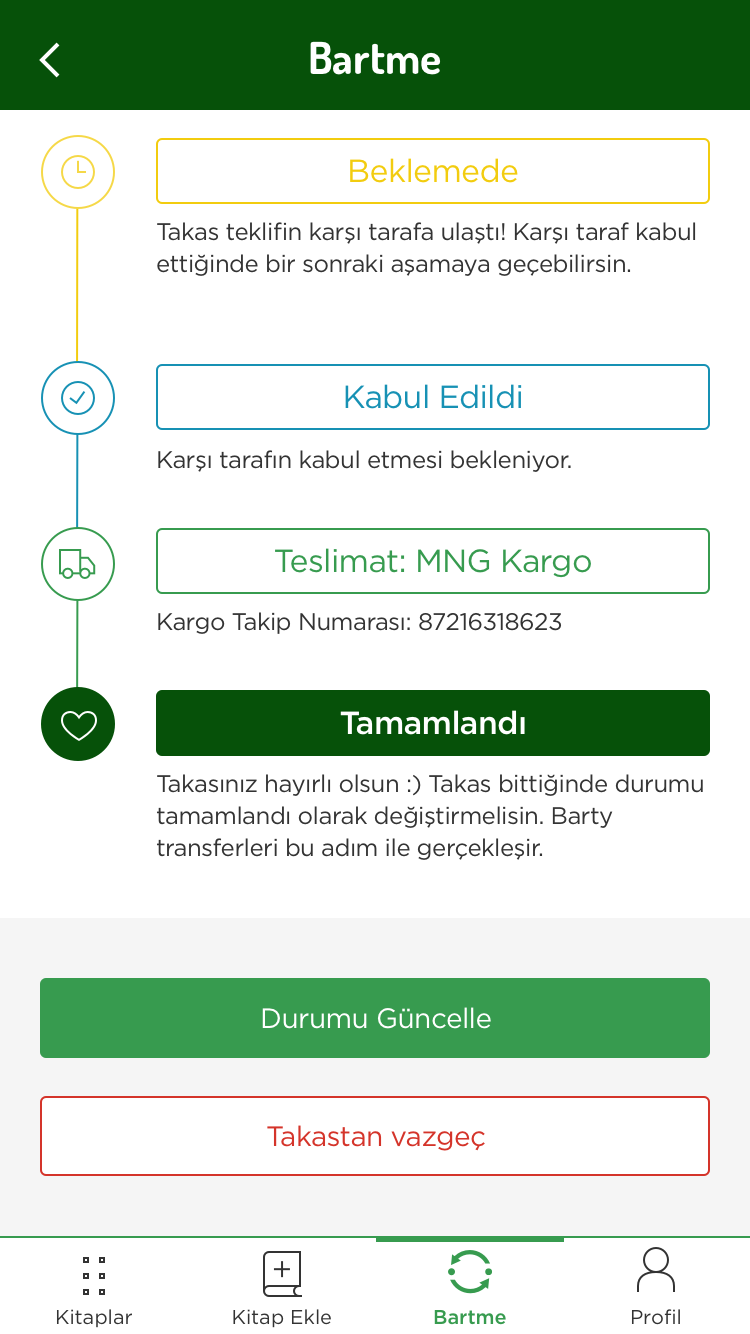 Bartme
Beklemede
Takas teklifin karşı tarafa ulaştı! Karşı taraf kabul
ettiğinde bir sonraki aşamaya geçebilirsin.
Kabul Edildi
Karşı tarafın kabul etmesi bekleniyor.
Teslimat: MNG Kargo
Kargo Takip Numarası: 87216318623
Tamamlandı
Takasınız hayırlı olsun :) Takas bittiğinde durumu
tamamlandı olarak değiştirmelisin. Barty
transferleri bu adım ile gerçekleşir.
Durumu Güncelle
Takastan vazgeç
Kitaplar
Kitap Ekle
Bartme
Profil